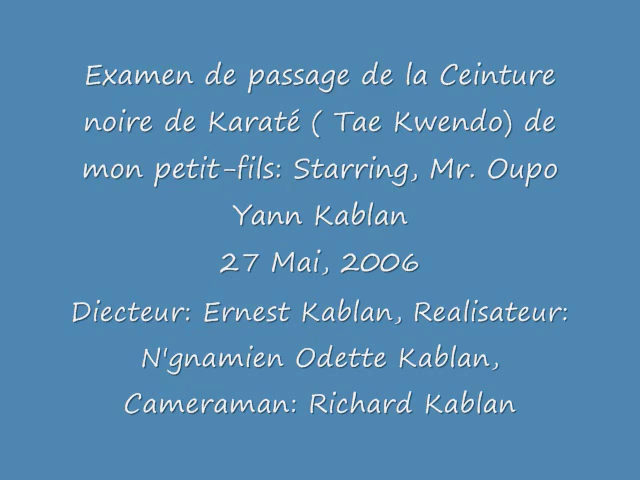 Examen de passage de la Ceinture
noire de Karaté ( Tae Kwendo) de
mon petit-fils: Starring, Mr. Oupo
Yann Kablan
27 Mai, 2006
Diecteur: Ernest Kablan, Realisateur:
N'gnamien Odette Kablan,
Cameraman: Richard Kablan